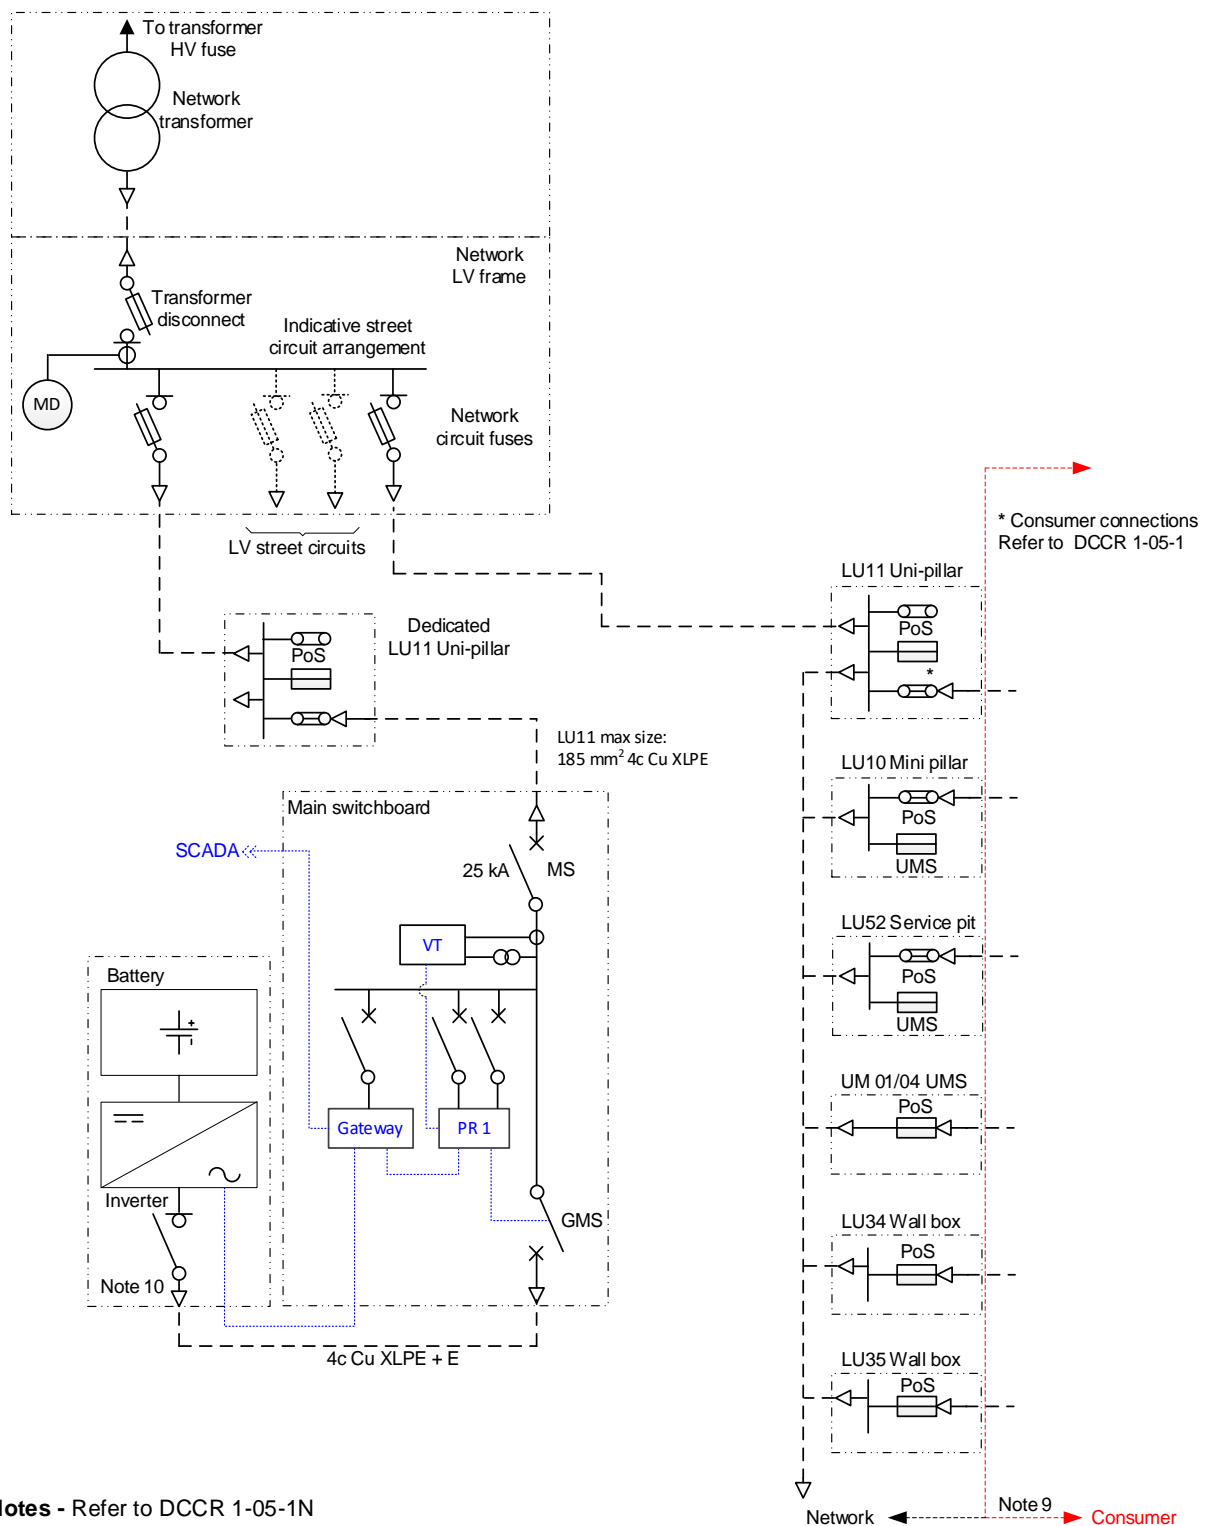 To transformer
HV fuse
Network
transformer
Network
LV frame
Transformer
disconnect
Indicative street
circuit arrangement
MD
Network
circuit fuses
LV street circuits
* Consumer connections
Refer to DCCR 1-05-1
LU11 Uni-pillar
PoS
*
Dedicated
LU11 Uni-pillar
PoS
LU11 max size:
185 mm² 4c Cu XLPE
LU10 Mini pillar
PoS
UMS
Main switchboard
SCADA
25 kA
MS
VT
LU52 Service pit
PoS
UMS
Battery
+
-
UM 01/04 UMS
PoS
Gateway
PR 1
Inverter
GMS
LU34 Wall box
PoS
Note 10
4c Cu XLPE + E
LU35 Wall box
PoS
Notes - Refer to DCCR 1-05-1N
Network
Note 9
Consumer